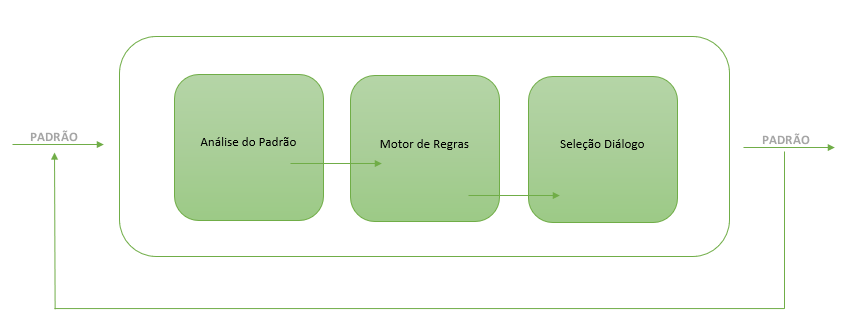 PADRÃO
Análise do Padrão
Motor de Regras
Seleção Diálogo
PADRÃO